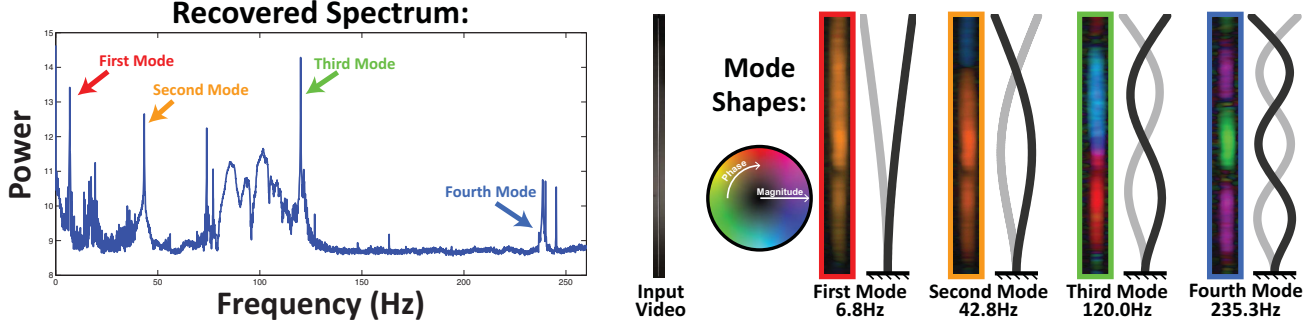 Recovered Spectrum:
Power
15
14
13
12
11
10
9
8
0
50
100
150
200
250
Frequency (Hz)
First Mode
Second Mode
Third Mode
Fourth Mode
Input
Video
Mode
Shapes:
Phase
Magnitude
First Mode
6.8Hz
Second Mode
42.8Hz
Third Mode
120.0Hz
Fourth Mode
235.3Hz